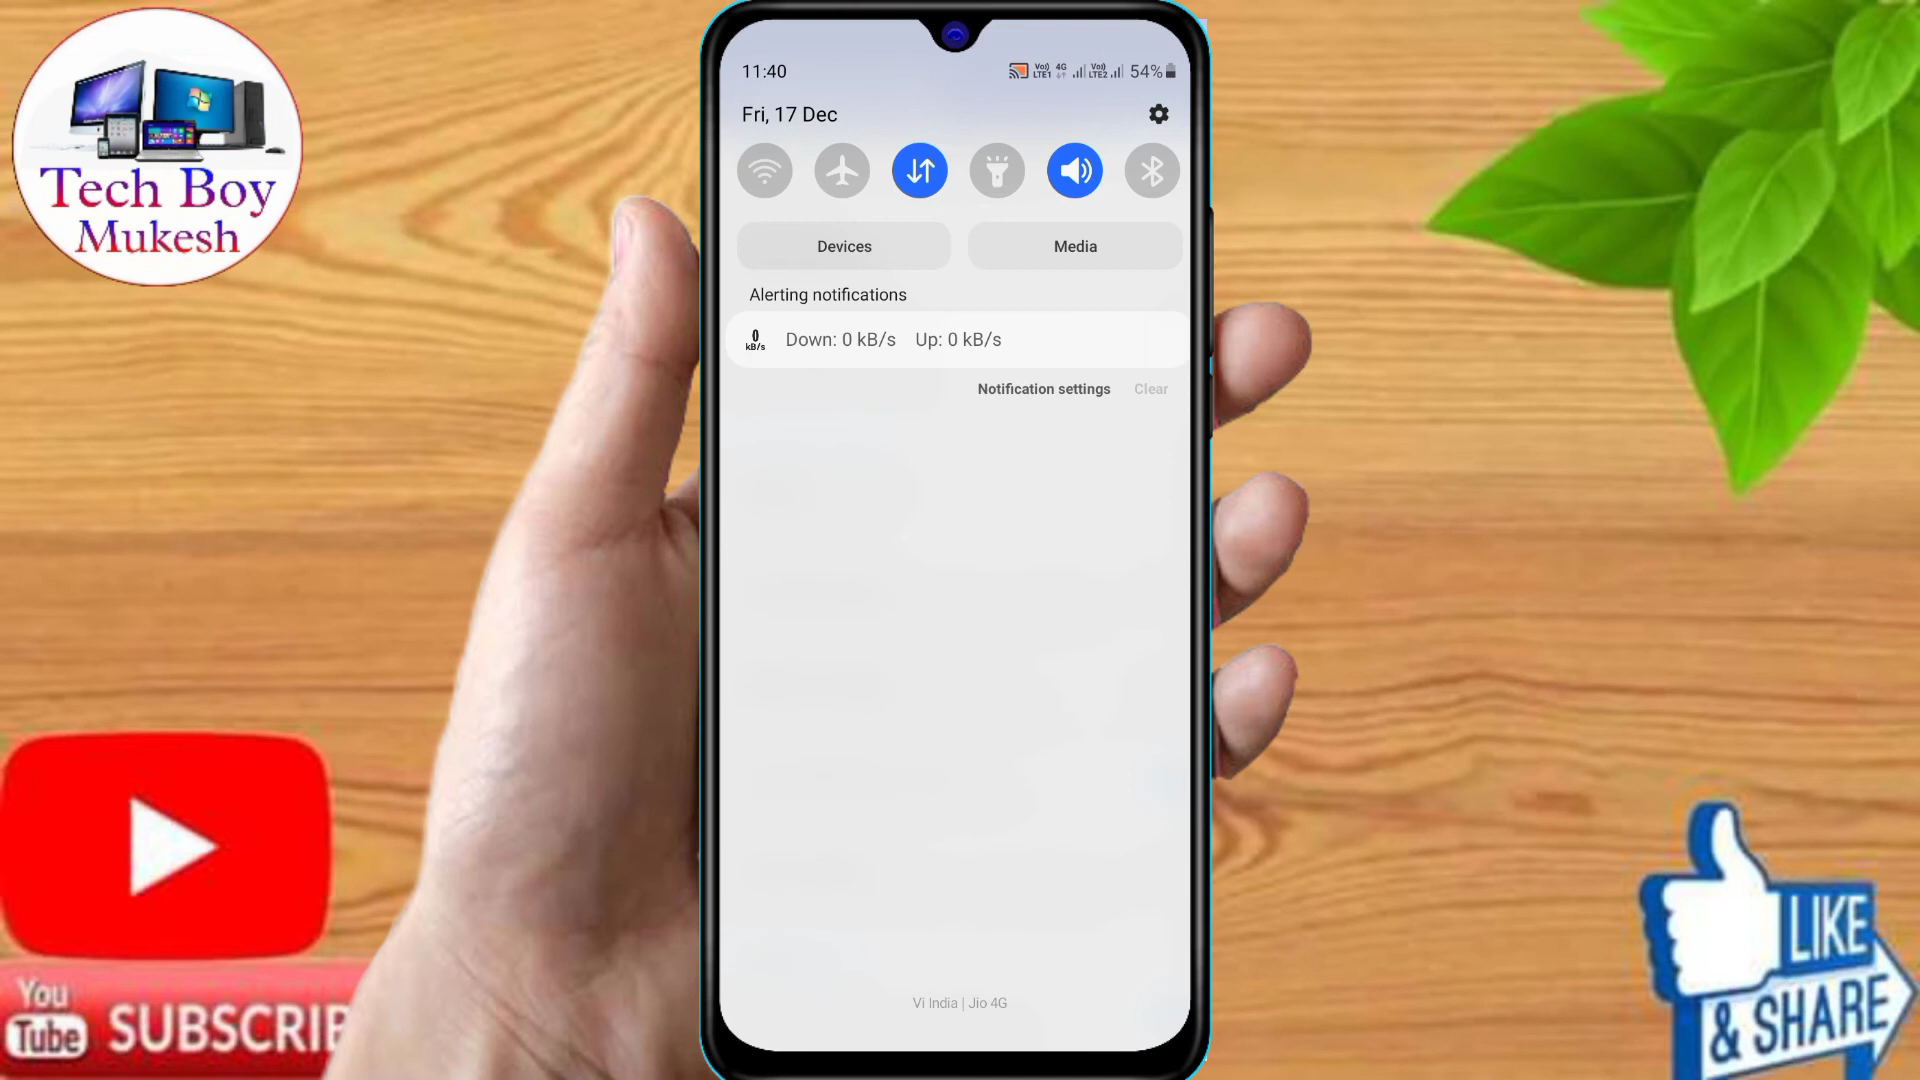 Tech Boy
Mukesh
11:40
Vo) LTE1 4G Vo) LTE2 54%
Fri, 17 Dec
Devices
Media
Alerting notifications
0 kB/s
Down: 0 kB/s Up: 0 kB/s
Notification settings
Clear
Vi India | Jio 4G
You
Tube SUBSCRIB
LIKE
& SHARE